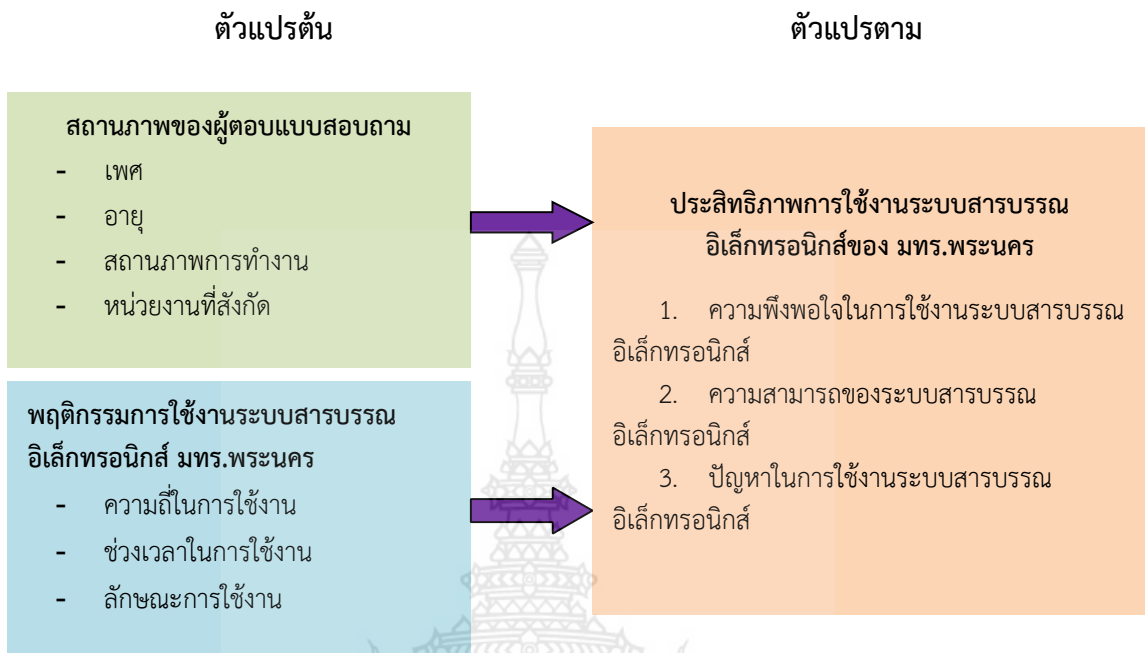 ตัวแปรต้น
ตัวแปรตาม
สถานภาพของผู้ตอบแบบสอบถาม
- เพศ
- อายุ
- สถานภาพการทำงาน
- หน่วยงานที่สังกัด
พฤติกรรมการใช้งานระบบสารบรรณ
อิเล็กทรอนิกส์ มทร.พระนคร
- ความถี่ในการใช้งาน
- ช่วงเวลาในการใช้งาน
- ลักษณะการใช้งาน
ประสิทธิภาพการใช้งานระบบสารบรรณ
อิเล็กทรอนิกส์ของ มทร.พระนคร
1. ความพึงพอใจในการใช้งานระบบสารบรรณ
อิเล็กทรอนิกส์
2. ความสามารถของระบบสารบรรณ
อิเล็กทรอนิกส์
3. ปัญหาในการใช้งานระบบสารบรรณ
อิเล็กทรอนิกส์